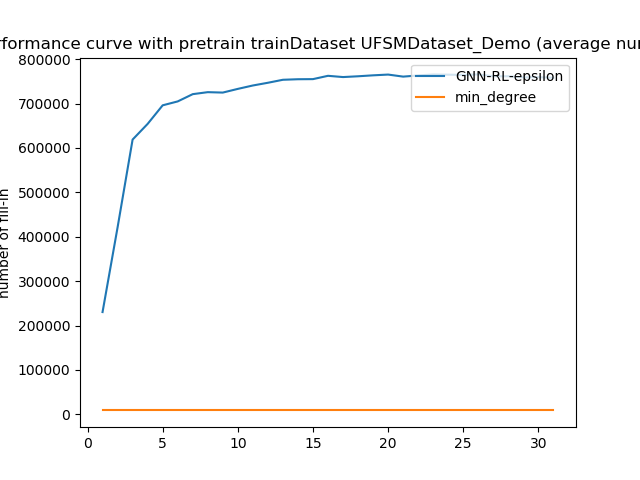 rformance curve with pretrain trainDataset UFSMDataset_Demo (average nur
800000
700000
600000
500000
400000
300000
200000
100000
0
number of fill-in
0 5 10 15 20 25 30
GNN-RL-epsilon
min_degree